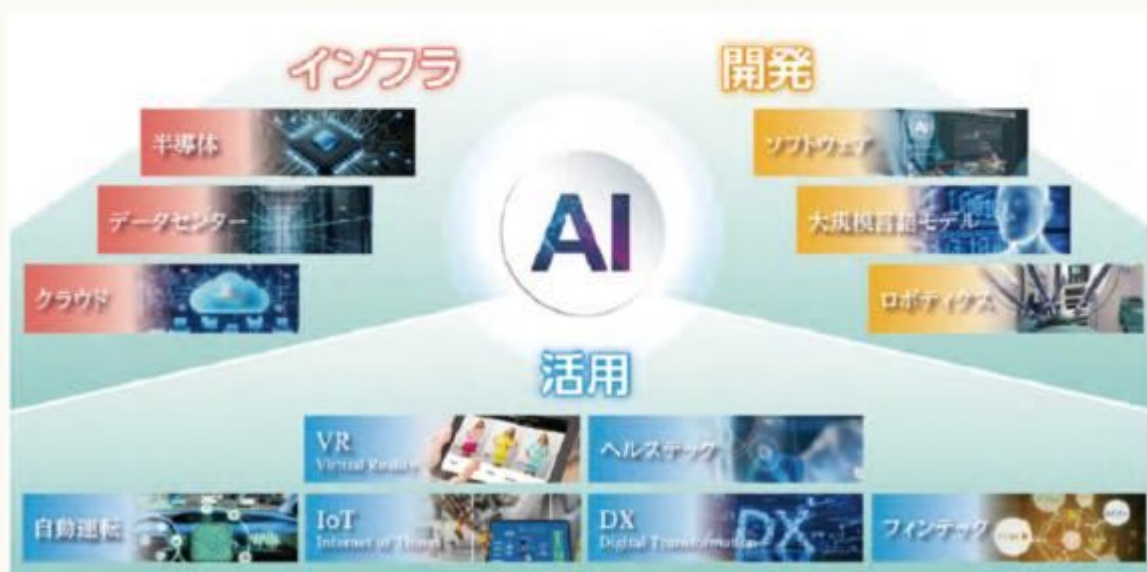 インフラ
半導体
データセンター
クラウド
開発
ソフトウェア
大規模言語モデル
ロボティクス
AI
活用
VR
Virtual Reality
ヘルステック
自動運転
IoT
Internet of Things
DX
Digital Transformation
DX
フィンテック